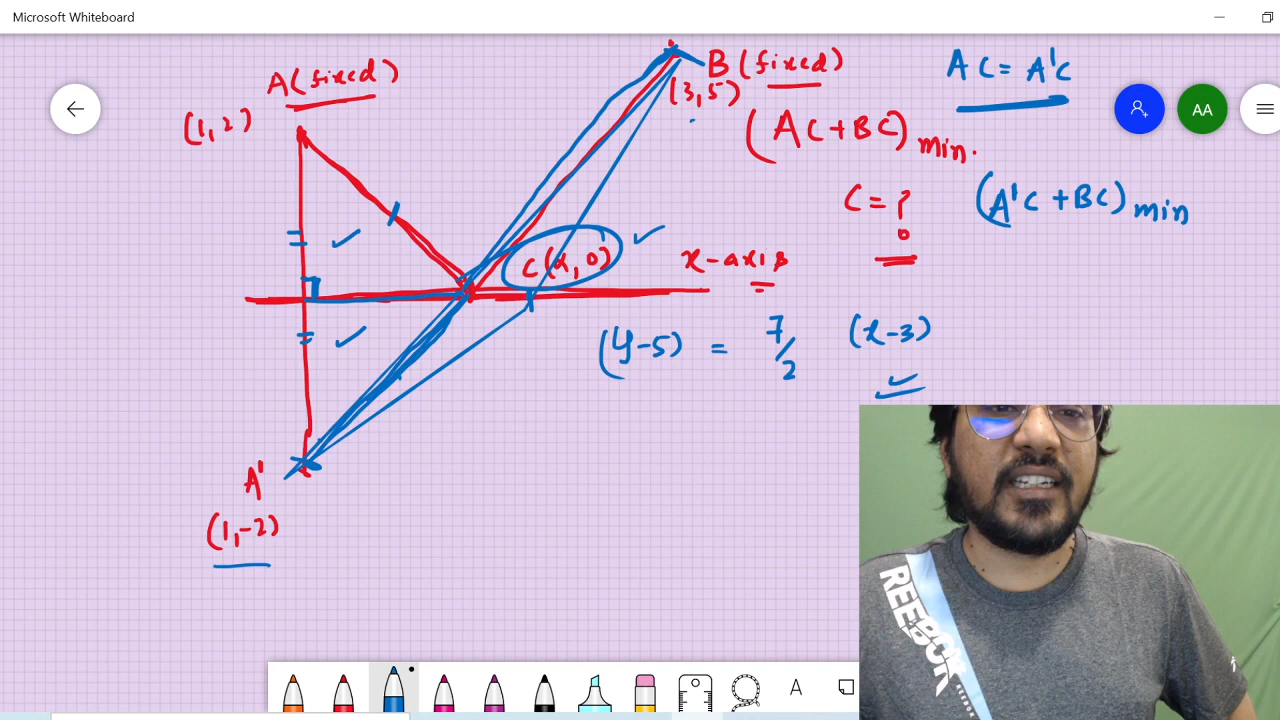 Microsoft Whiteboard
A(fixed)
(1,2)
B(fixed)
(3,5)
AC = A'C
AA
(AC+BC) min.
C = ?
(A'C + BC) min
C(α,0)
x-axis
(y-5) = 7/2 (x-3)
A'
(1,-2)
REEBOK
REEBOK
A